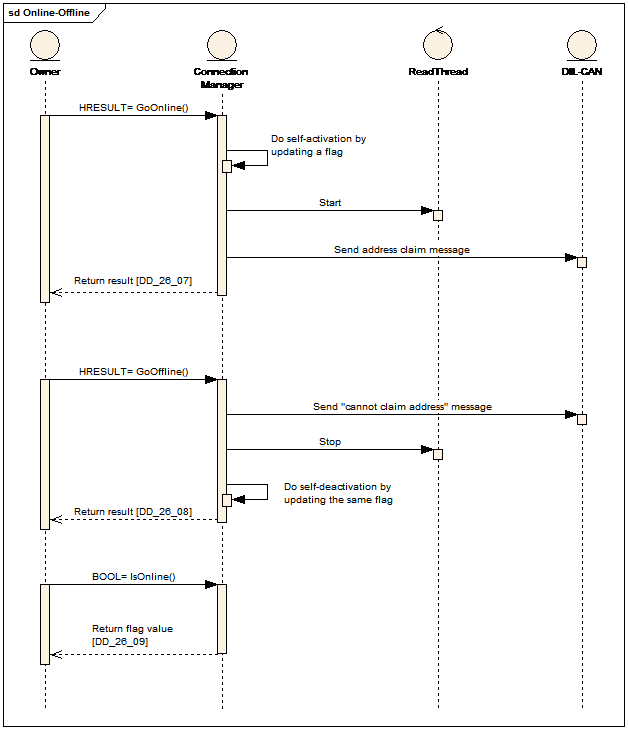 sd Online-Offline
Owner
Connection
Manager
ReadThread
DIL-CAN
HRESULT= GoOnline()
Do self-activation by
updating a flag
Start
Send address claim message
Return result [DD_26_07]
HRESULT= GoOffline()
Send "cannot claim address" message
Stop
Do self-deactivation by
updating the same flag
Return result [DD_26_08]
BOOL= IsOnline()
Return flag value
[DD_26_09]